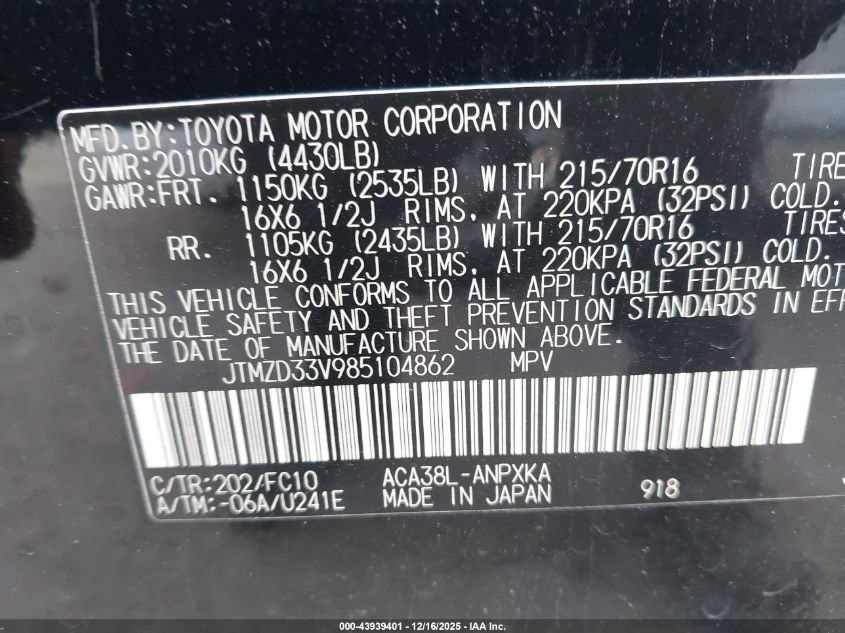 MFD.BY:TOYOTA MOTOR CORPORATION
GVWR:2010KG (4430LB)
GAWR:FRT. 1150KG (2535LB) WITH 215/70R16 TIRE
16X6 1/2J RIMS, AT 220KPA (32PSI) COLD.
RR. 1105KG (2435LB) WITH 215/70R16 TIRES
16X6 1/2J RIMS, AT 220KPA (32PSI) COLD.
THIS VEHICLE CONFORMS TO ALL APPLICABLE FEDERAL MOT
VEHICLE SAFETY AND THEFT PREVENTION STANDARDS IN EFF
THE DATE OF MANUFACTURE SHOWN ABOVE.
JTMZD33V985104862 MPV
C/TR:202/FC10 ACA38L-ANPXKA
A/TM:-06A/U241E MADE IN JAPAN 918
000-43939401 - 12/16/2025 - IAA Inc.